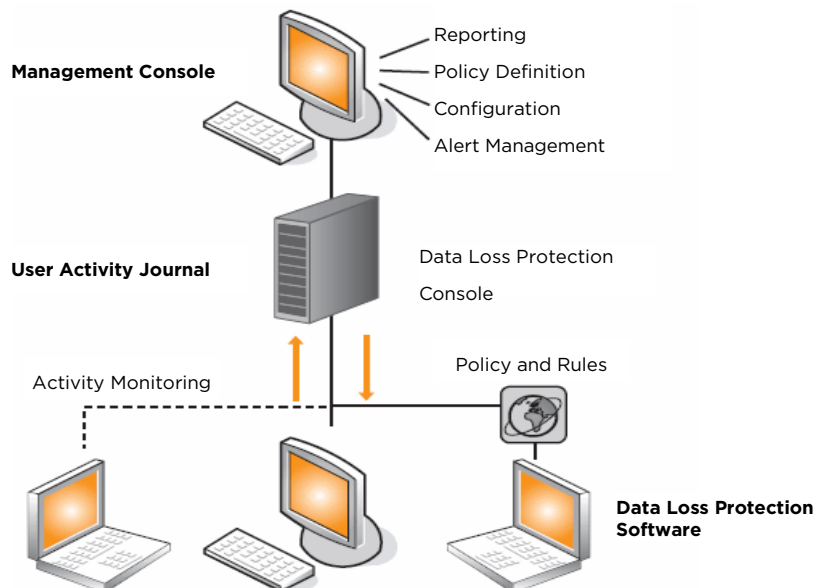 Reporting
Management Console
Policy Definition
Configuration
Alert Management
User Activity Journal
Data Loss Protection
Console
Activity Monitoring
Policy and Rules
Data Loss Protection
Software